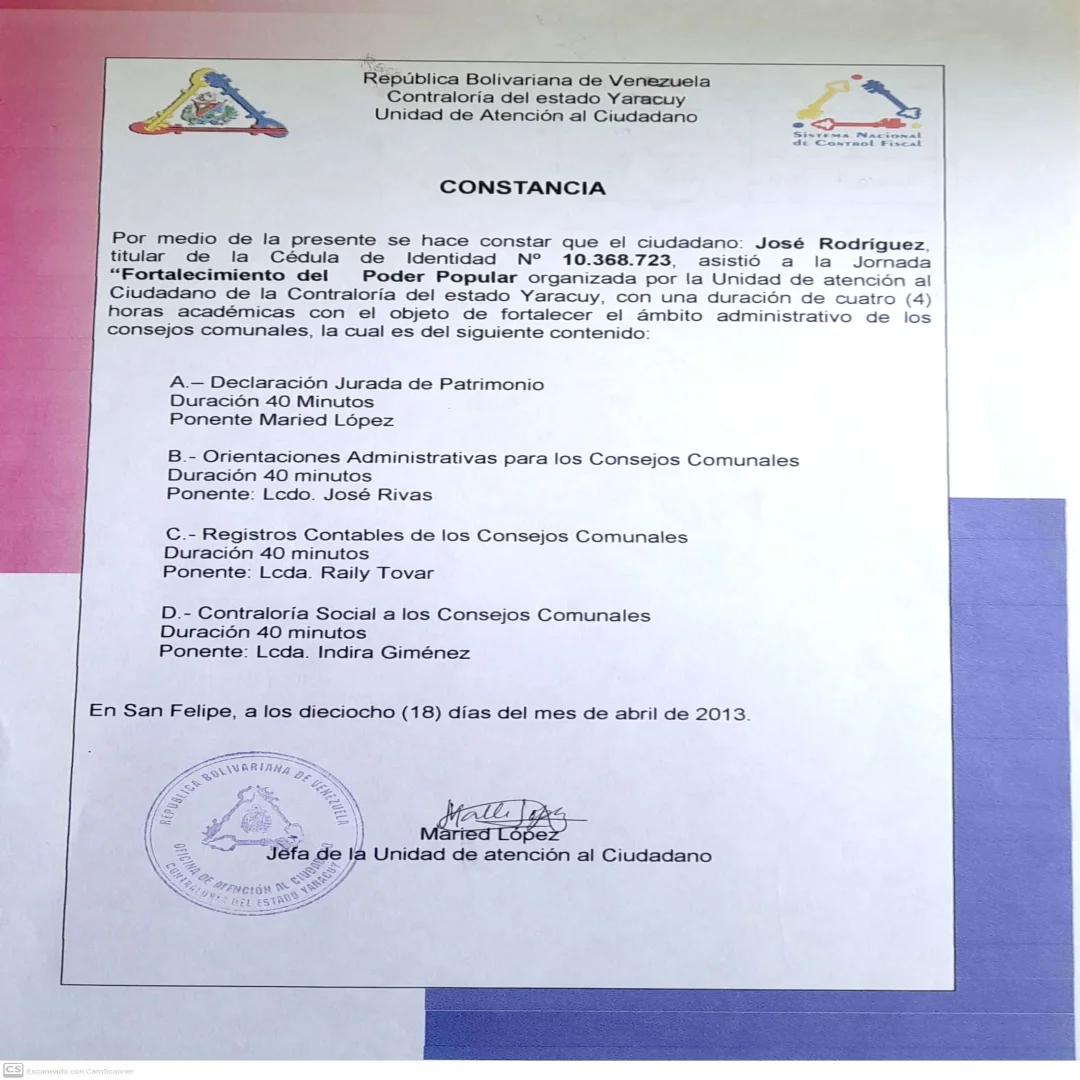 República Bolivariana de Venezuela
Contraloría del estado Yaracuy
Unidad de Atención al Ciudadano
SISTEMA NACIONAL
DE CONTROL FISCAL
CONSTANCIA
Por medio de la presente se hace constar que el ciudadano: José Rodríguez,
titular de la Cédula de Identidad Nº 10.368.723, asistió a la Jornada
“Fortalecimiento del Poder Popular organizada por la Unidad de atención al
Ciudadano de la Contraloría del estado Yaracuy, con una duración de cuatro (4)
horas académicas con el objeto de fortalecer el ámbito administrativo de los
consejos comunales, la cual es del siguiente contenido:
A.– Declaración Jurada de Patrimonio
Duración 40 Minutos
Ponente Maried López
B.- Orientaciones Administrativas para los Consejos Comunales
Duración 40 minutos
Ponente: Lcdo. José Rivas
C.- Registros Contables de los Consejos Comunales
Duración 40 minutos
Ponente: Lcda. Raily Tovar
D.- Contraloría Social a los Consejos Comunales
Duración 40 minutos
Ponente: Lcda. Indira Giménez
En San Felipe, a los dieciocho (18) días del mes de abril de 2013.
REPÚBLICA BOLIVARIANA DE VENEZUELA
OFICINA DE ATENCIÓN AL CIUDADANO
CONTRALORÍA DEL ESTADO YARACUY
Maried López
Jefa de la Unidad de atención al Ciudadano
CS Escaneado con CamScanner